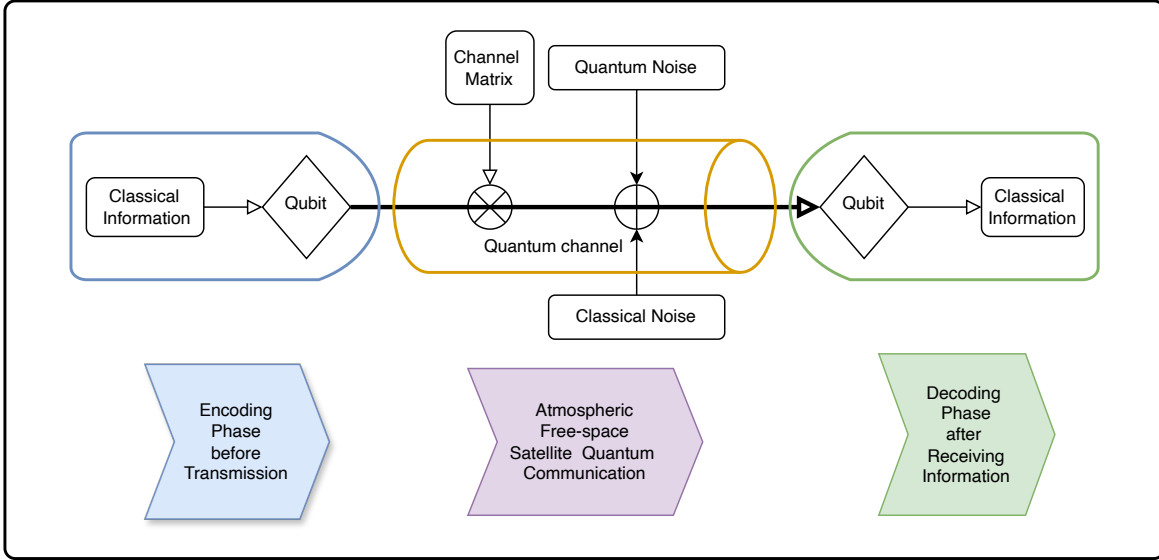 Channel
Matrix
Quantum Noise
Classical
Information
Qubit
Quantum channel
Qubit
Classical
Information
Classical Noise
Encoding
Phase
before
Transmission
Atmospheric
Free-space
Satellite Quantum
Communication
Decoding
Phase
after
Receiving
Information